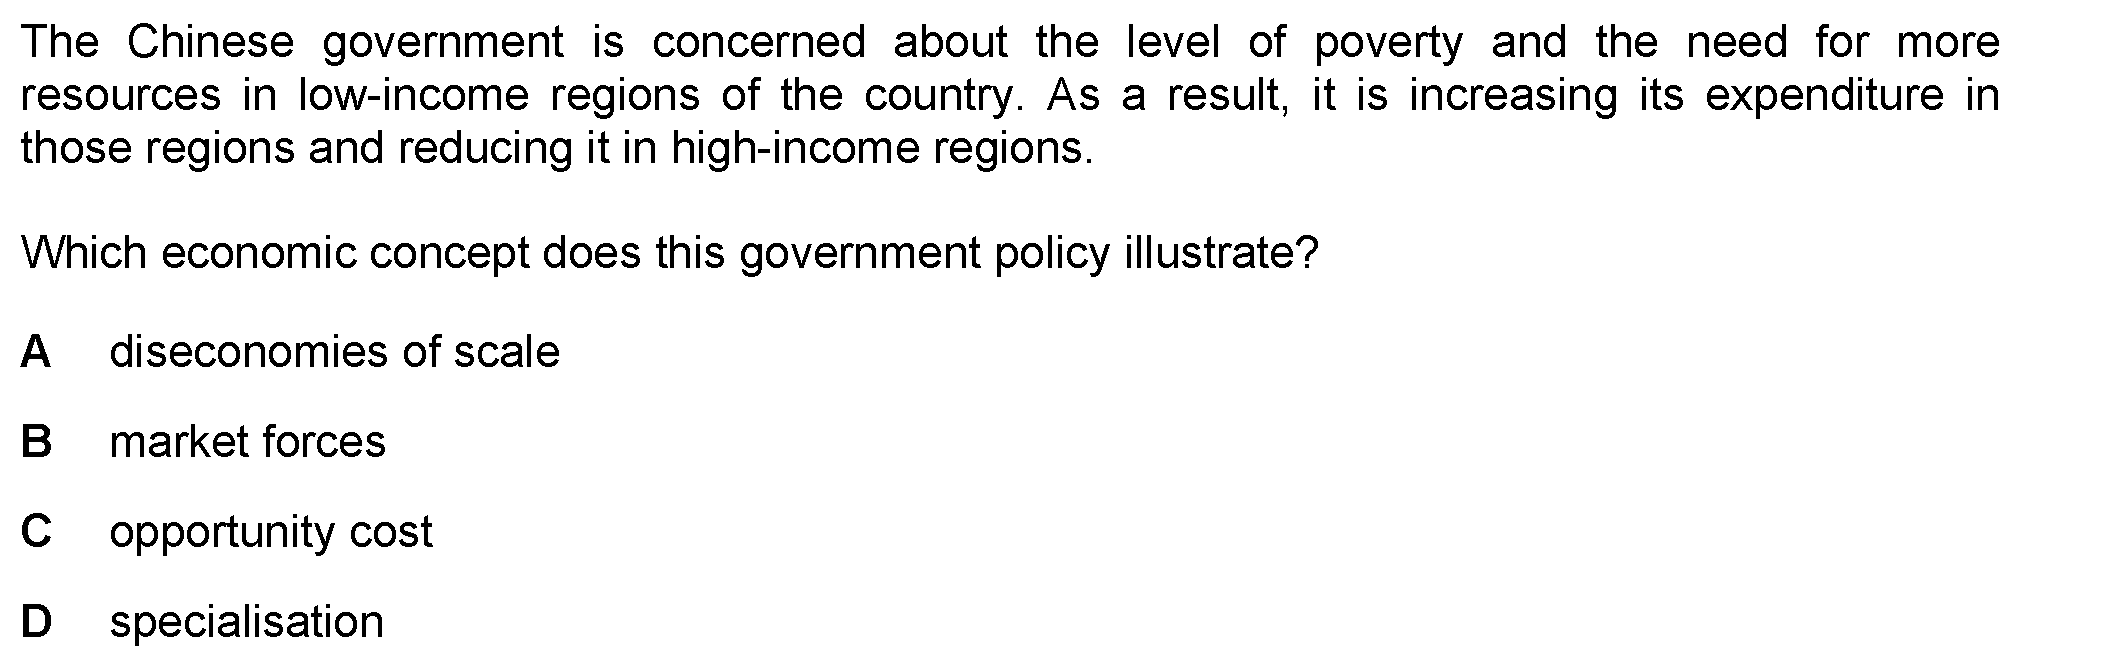 The Chinese government is concerned about the level of poverty and the need for more
resources in low-income regions of the country. As a result, it is increasing its expenditure in
those regions and reducing it in high-income regions.
Which economic concept does this government policy illustrate?
A diseconomies of scale
B market forces
C opportunity cost
D specialisation